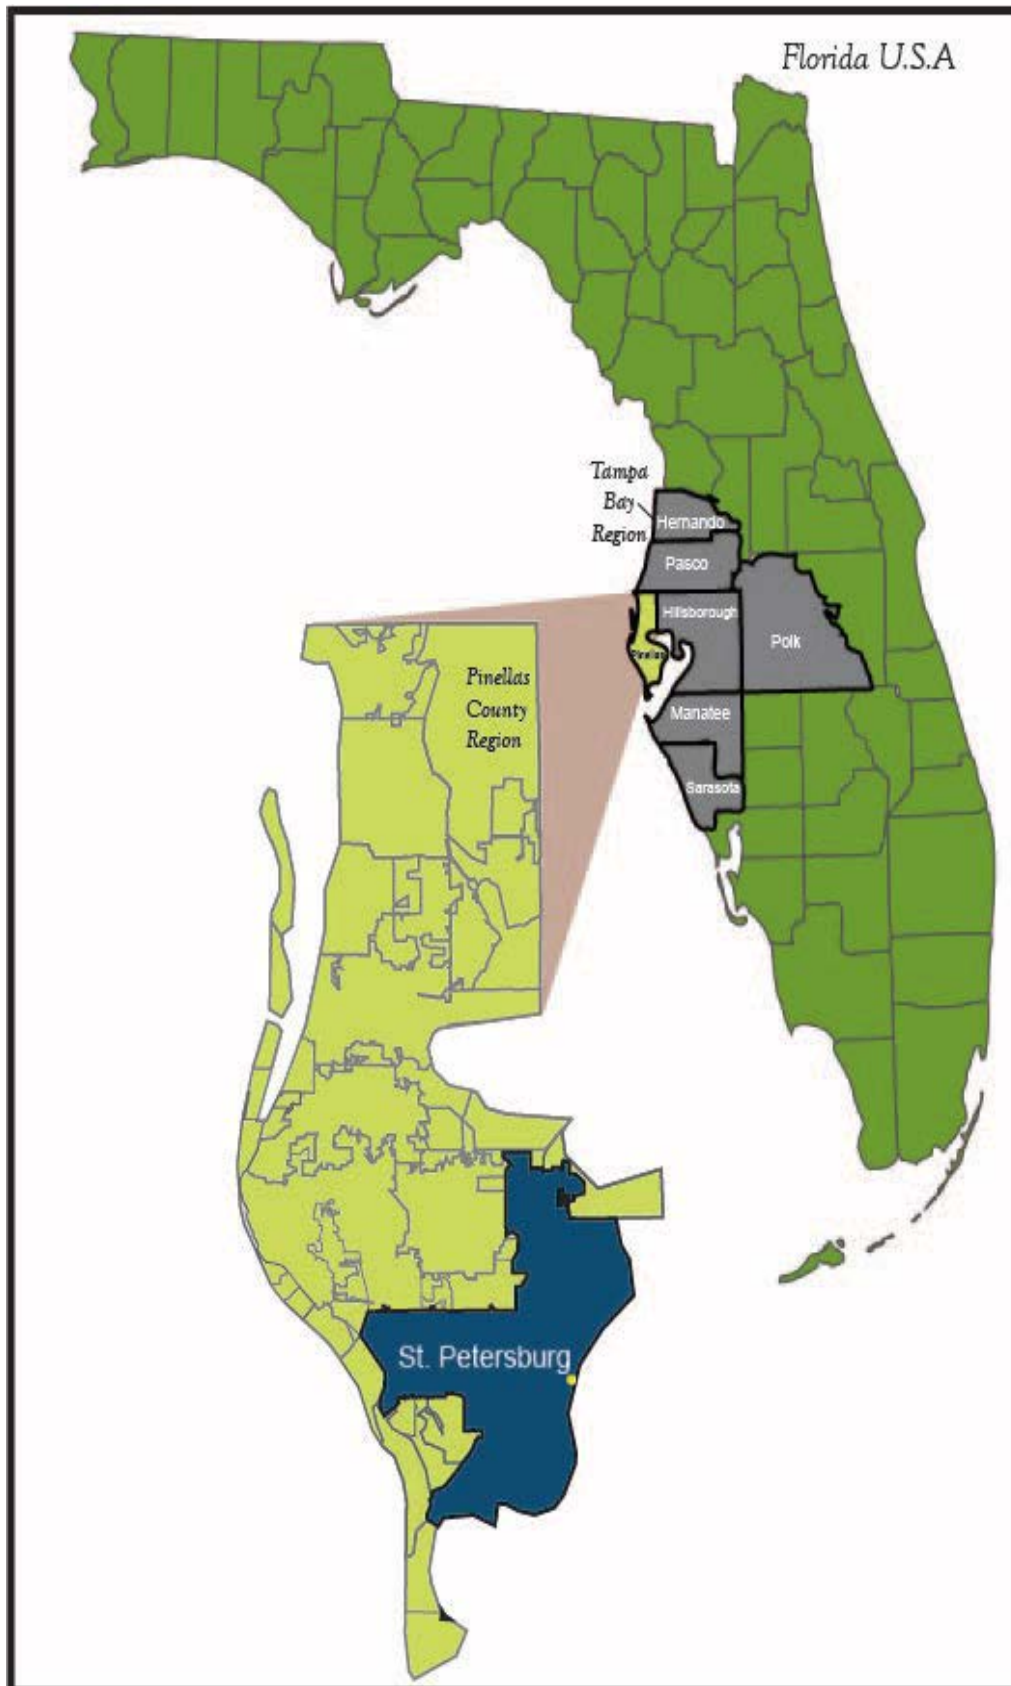 Florida U.S.A
Tampa
Bay
Region
Hernando
Pasco
Hillsborough
Polk
Pinellas
Manatee
Sarasota
Pinellas
County
Region
St. Petersburg